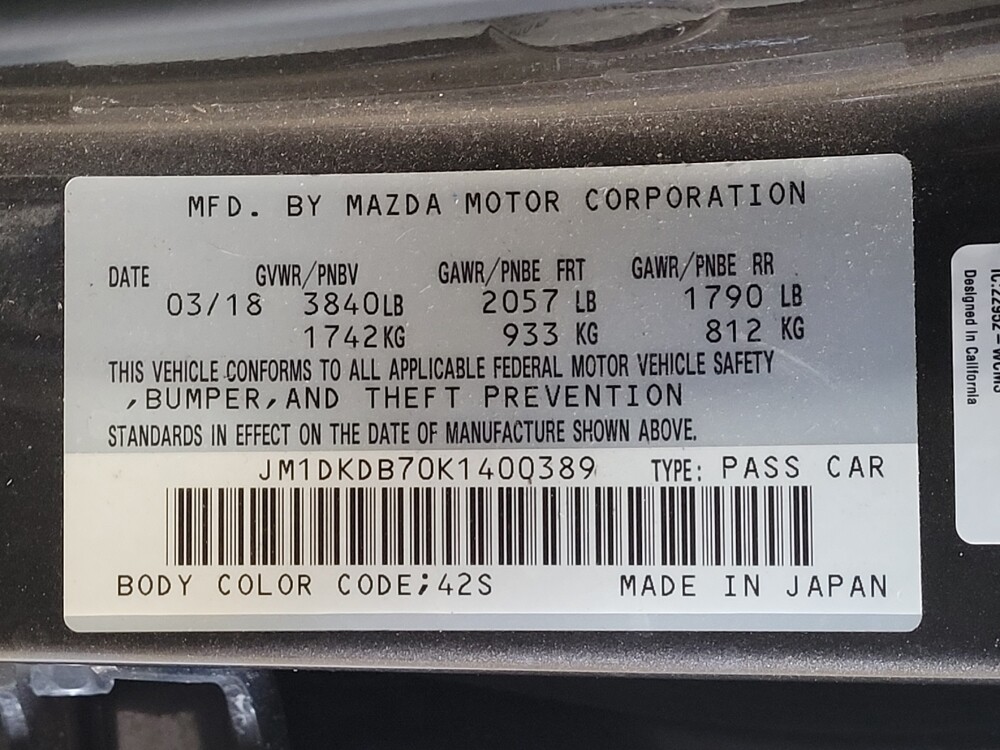 MFD. BY MAZDA MOTOR CORPORATION
DATE GVWR/PNBV GAWR/PNBE FRT GAWR/PNBE RR
03/18 3840LB 2057 LB 1790 LB
1742KG 933 KG 812 KG
THIS VEHICLE CONFORMS TO ALL APPLICABLE FEDERAL MOTOR VEHICLE SAFETY
,BUMPER,AND THEFT PREVENTION
STANDARDS IN EFFECT ON THE DATE OF MANUFACTURE SHOWN ABOVE.
JM1DKDB70K1400389 TYPE: PASS CAR
BODY COLOR CODE;42S MADE IN JAPAN
Designed in California